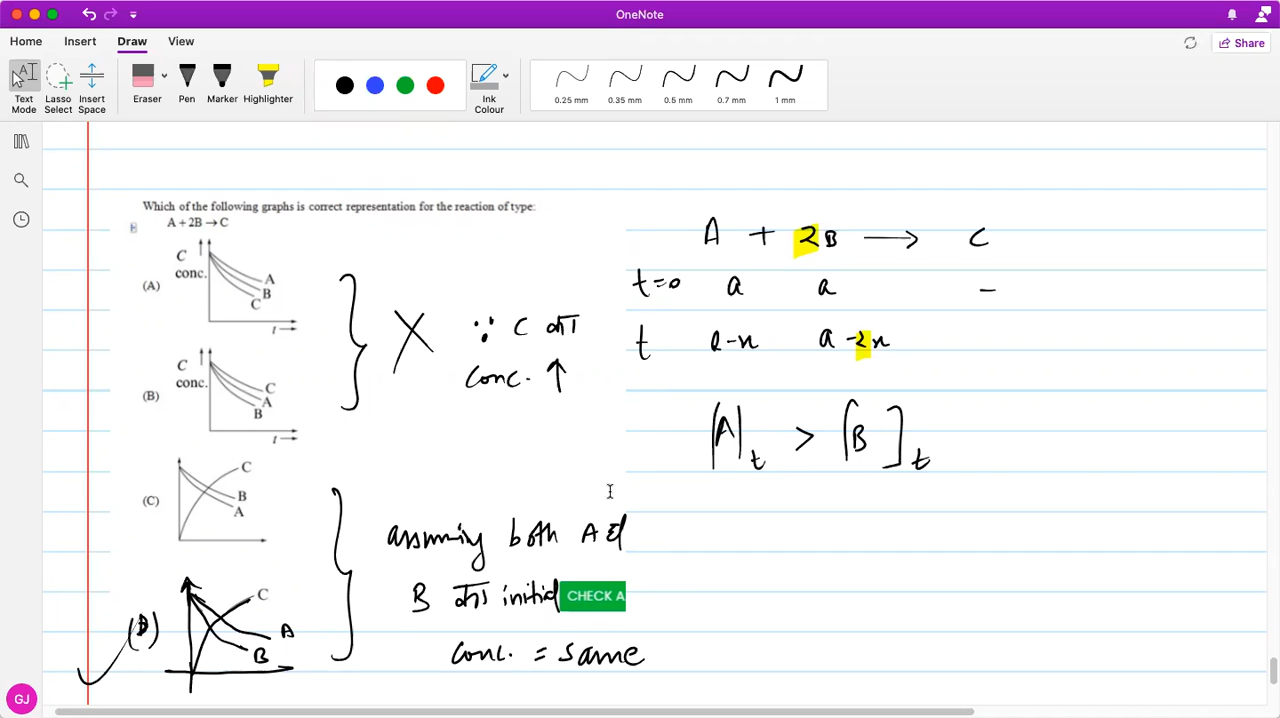 OneNote
Home Insert Draw View
Share
Text Mode
Lasso Select
Insert Space
Eraser
Pen
Marker
Highlighter
Ink Colour
0.25 mm
0.35 mm
0.5 mm
0.7 mm
1 mm
Which of the following graphs is correct representation for the reaction of type:
A + 2B → C
(A)
C
conc.
A
B
C
t
(B)
C
conc.
C
A
B
t
(C)
C
B
A
(D)
C
A
B
X ∵ C की
conc. ↑
assuming both A &
B की initial
conc. = same
CHECK A
A + 2B ⟶ C
t=0 a a –
t a-x a-2x
[A]t > [B]t
GJ